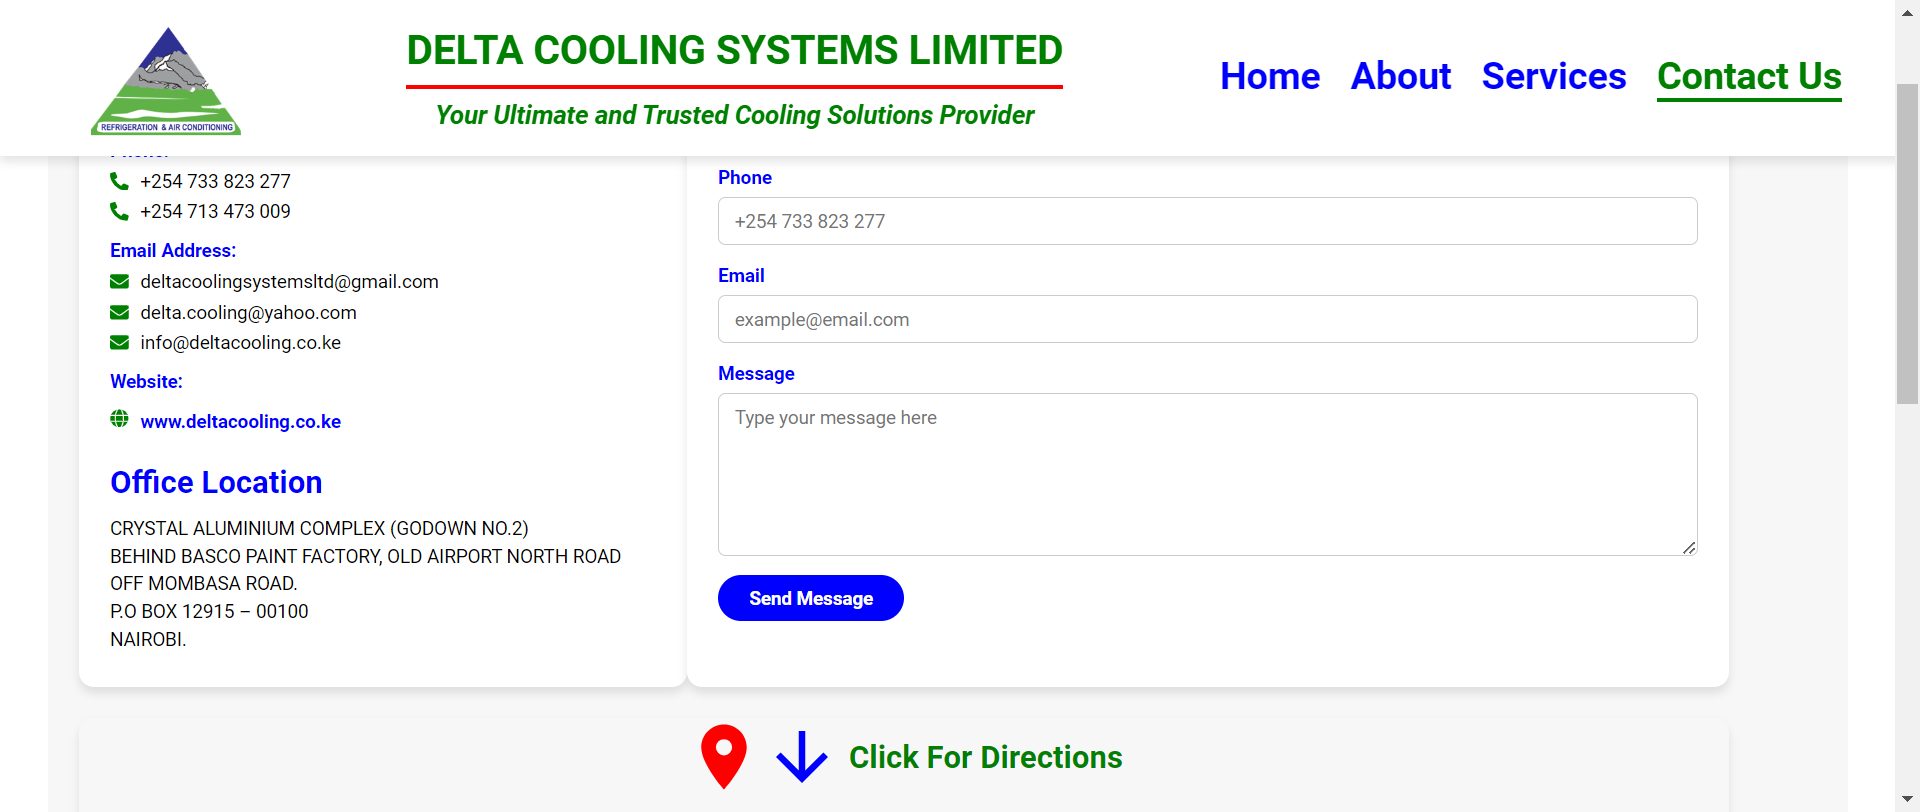 REFRIGERATION & AIR CONDITIONING
DELTA COOLING SYSTEMS LIMITED
Your Ultimate and Trusted Cooling Solutions Provider
Home About Services Contact Us
+254 733 823 277
+254 713 473 009
Email Address:
deltacoolingsystemsltd@gmail.com
delta.cooling@yahoo.com
info@deltacooling.co.ke
Website:
www.deltacooling.co.ke
Office Location
CRYSTAL ALUMINIUM COMPLEX (GODOWN NO.2)
BEHIND BASCO PAINT FACTORY, OLD AIRPORT NORTH ROAD
OFF MOMBASA ROAD.
P.O BOX 12915 – 00100
NAIROBI.
Phone
+254 733 823 277
Email
example@email.com
Message
Type your message here
Send Message
Click For Directions